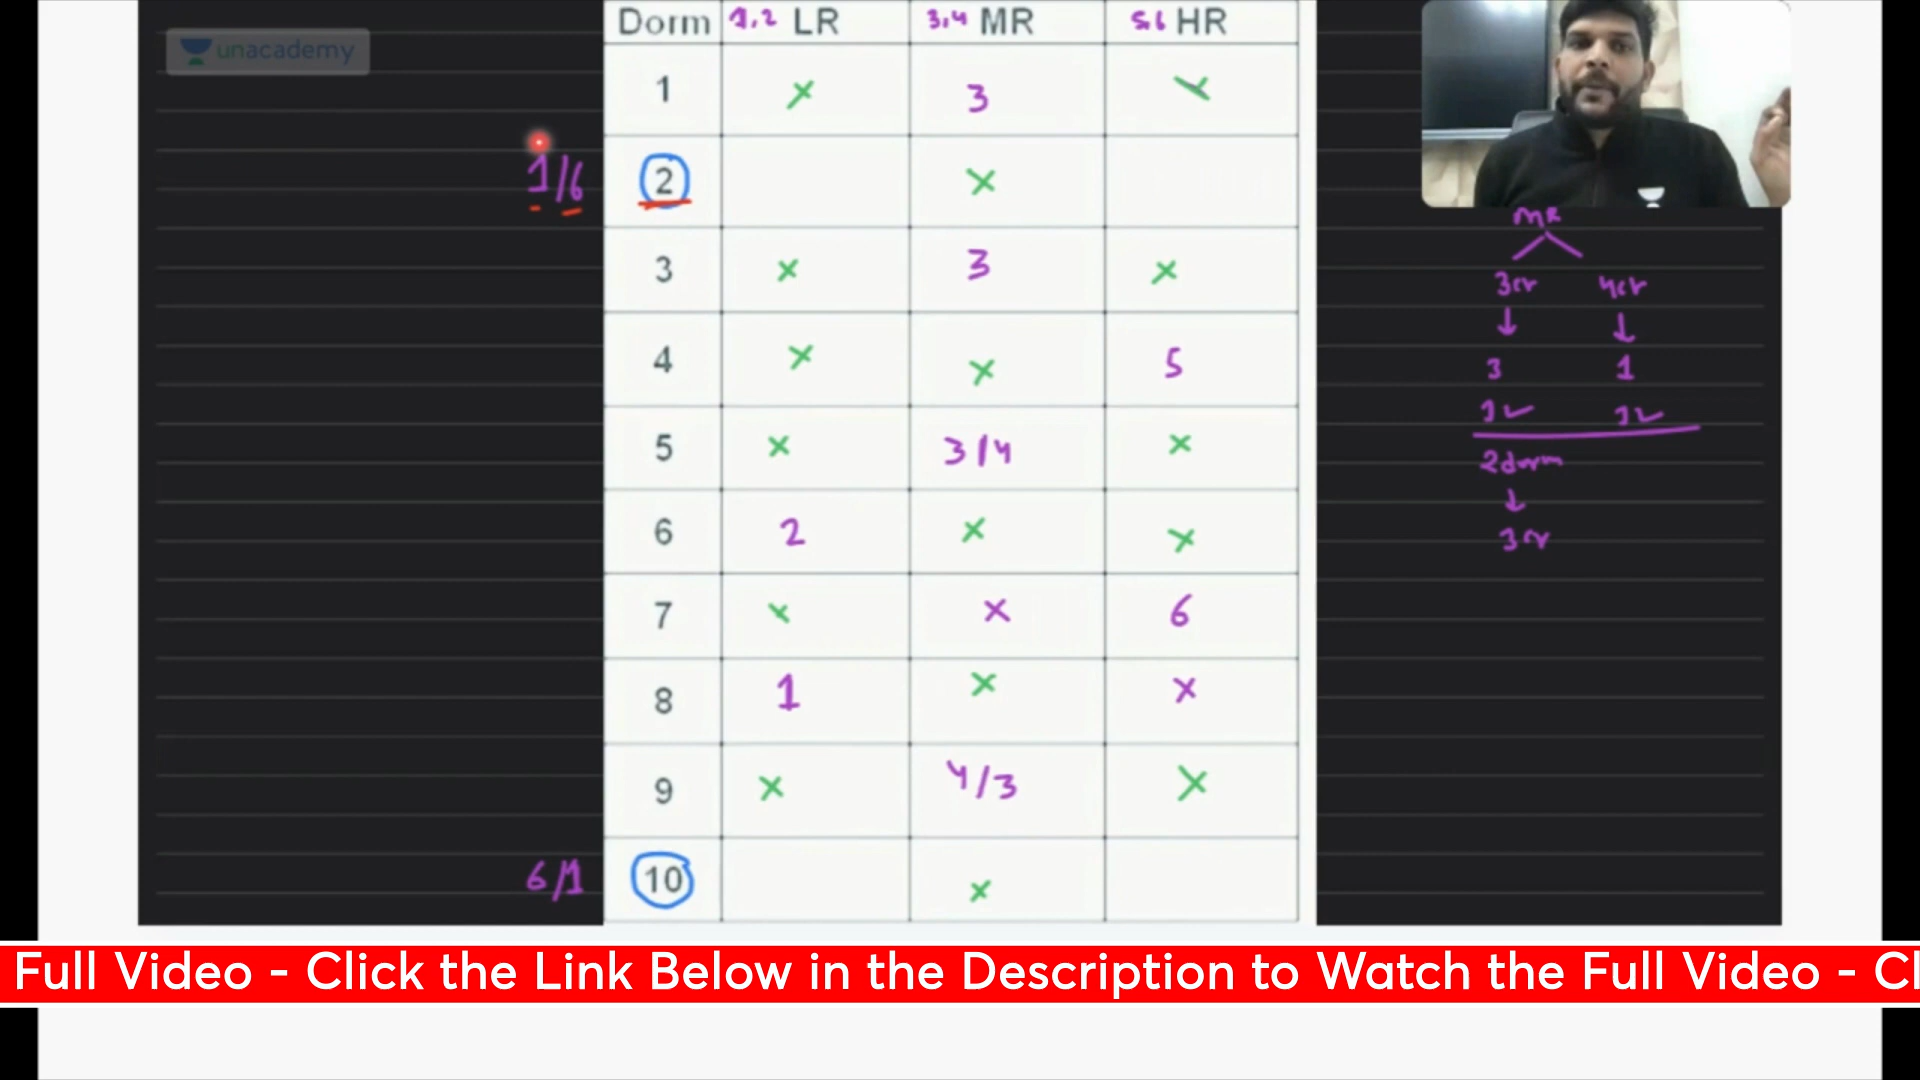 unacademy
Dorm 1,2 LR 3,4 MR 5,6 HR
1 x 3 x
1/6 2 x
3 x 3 x
4 x x 5
5 x 3/4 x
6 2 x x
7 x x 6
8 1 x x
9 x 4/3 x
6/1 10 x
MR
3cr 4cr
↓ ↓
3 1
1✓ 1✓
2dorm
↓
3cr
Full Video - Click the Link Below in the Description to Watch the Full Video - Cl